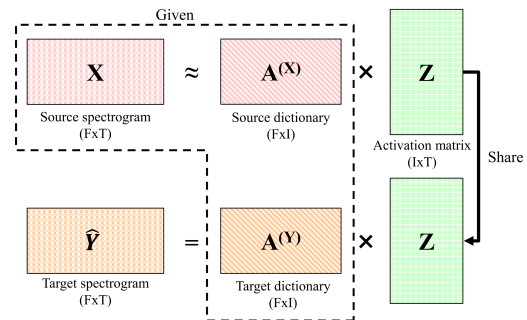 Given
X ≈ A(X) × Z
Source spectrogram
(FxT)
Source dictionary
(FxI)
Activation matrix
(IxT)
Share
Ŷ = A(Y) × Z
Target spectrogram
(FxT)
Target dictionary
(FxI)